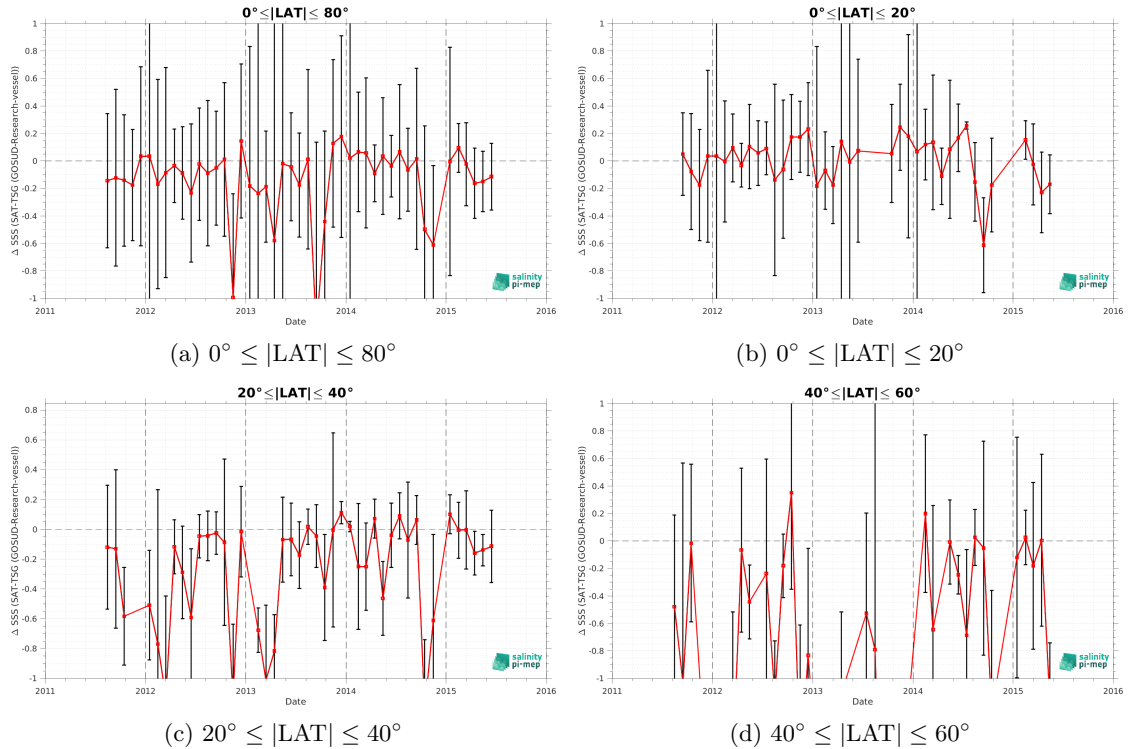 0°≤|LAT|≤ 80°
1
0.8
0.6
0.4
0.2
0
-0.2
-0.4
-0.6
-0.8
-1
Δ SSS (SAT-TSG (GOSUD-Research-vessel))
2011 2012 2013 2014 2015 2016
Date
salinity
pi-mep
(a) 0° ≤ |LAT| ≤ 80°
0°≤|LAT|≤ 20°
1
0.8
0.6
0.4
0.2
0
-0.2
-0.4
-0.6
-0.8
-1
Δ SSS (SAT-TSG (GOSUD-Research-vessel))
2011 2012 2013 2014 2015 2016
Date
salinity
pi-mep
(b) 0° ≤ |LAT| ≤ 20°
20°≤|LAT|≤ 40°
0.8
0.6
0.4
0.2
0
-0.2
-0.4
-0.6
-0.8
-1
Δ SSS (SAT-TSG (GOSUD-Research-vessel))
2011 2012 2013 2014 2015 2016
Date
salinity
pi-mep
(c) 20° ≤ |LAT| ≤ 40°
40°≤|LAT|≤ 60°
1
0.8
0.6
0.4
0.2
0
-0.2
-0.4
-0.6
-0.8
-1
Δ SSS (SAT-TSG (GOSUD-Research-vessel))
2011 2012 2013 2014 2015 2016
Date
salinity
pi-mep
(d) 40° ≤ |LAT| ≤ 60°